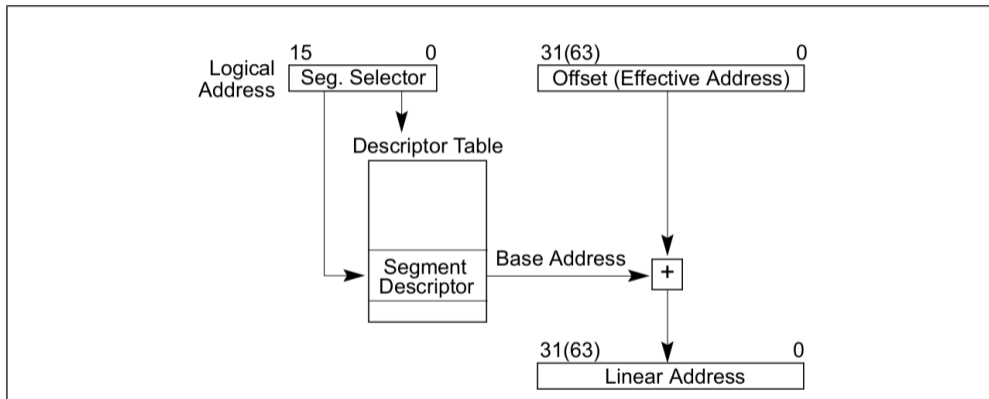 15 0
31(63) 0
Logical
Address
Seg. Selector
Offset (Effective Address)
Descriptor Table
Base Address
+
Segment
Descriptor
31(63) 0
Linear Address